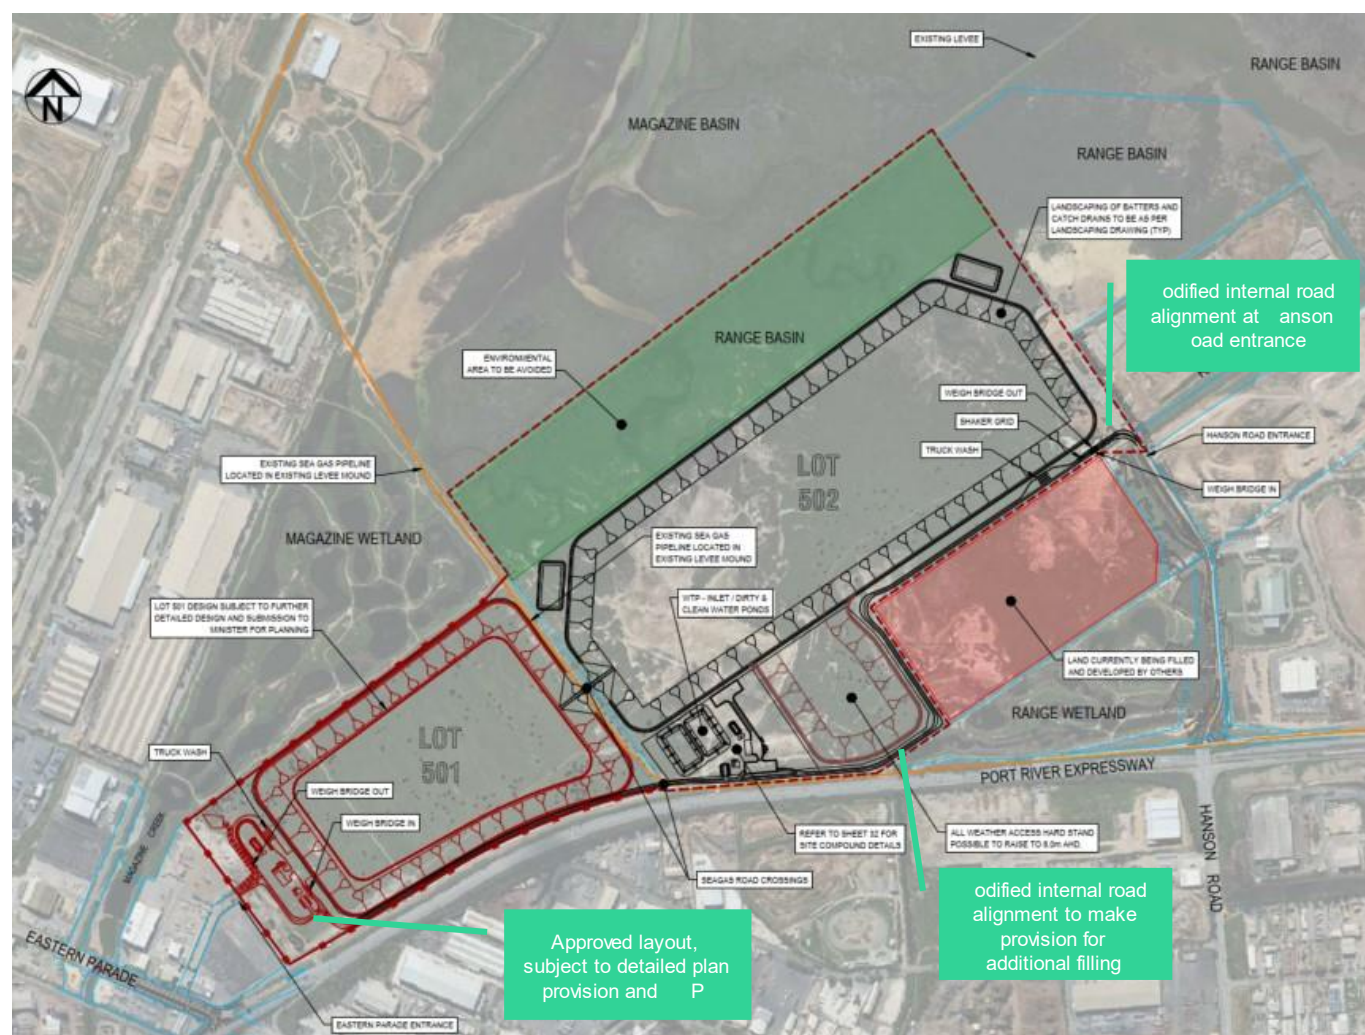 EXISTING LEVEE
RANGE BASIN
MAGAZINE BASIN
RANGE BASIN
N
LANDSCAPING OF BATTERS AND
CATCH DRAINS TO BE AS PER
LANDSCAPING DRAWING (TYP)
odified internal road
alignment at anson
oad entrance
RANGE BASIN
ENVIRONMENTAL
AREA TO BE AVOIDED
WEIGH BRIDGE OUT
SHAKER GRID
TRUCK WASH
HANSON ROAD ENTRANCE
WEIGH BRIDGE IN
EXISTING SEA GAS PIPELINE
LOCATED IN EXISTING LEVEE MOUND
LOT
502
MAGAZINE WETLAND
EXISTING SEA GAS
PIPELINE LOCATED IN
EXISTING LEVEE MOUND
WTP - INLET / DIRTY &
CLEAN WATER PONDS
LOT 501 DESIGN SUBJECT TO FURTHER
DETAILED DESIGN AND SUBMISSION TO
MINISTER FOR PLANNING
LAND CURRENTLY BEING FILLED
AND DEVELOPED BY OTHERS
RANGE WETLAND
LOT
501
TRUCK WASH
WEIGH BRIDGE OUT
WEIGH BRIDGE IN
PORT RIVER EXPRESSWAY
HANSON ROAD
MAGAZINE CREEK
REFER TO SHEET 32 FOR
SITE COMPOUND DETAILS
ALL WEATHER ACCESS HARD STAND
POSSIBLE TO RAISE TO 6.0m AHD.
SEAGAS ROAD CROSSINGS
odified internal road
alignment to make
provision for
additional filling
Approved layout,
subject to detailed plan
provision and P
EASTERN PARADE
EASTERN PARADE ENTRANCE